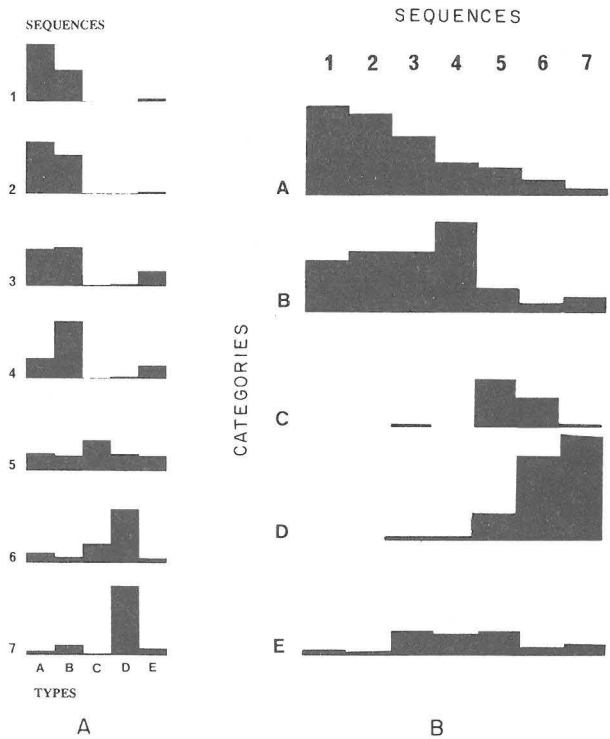 SEQUENCES
1
2
3
4
5
6
7
A B C D E
TYPES
A
SEQUENCES
1 2 3 4 5 6 7
CATEGORIES
A
B
C
D
E
B